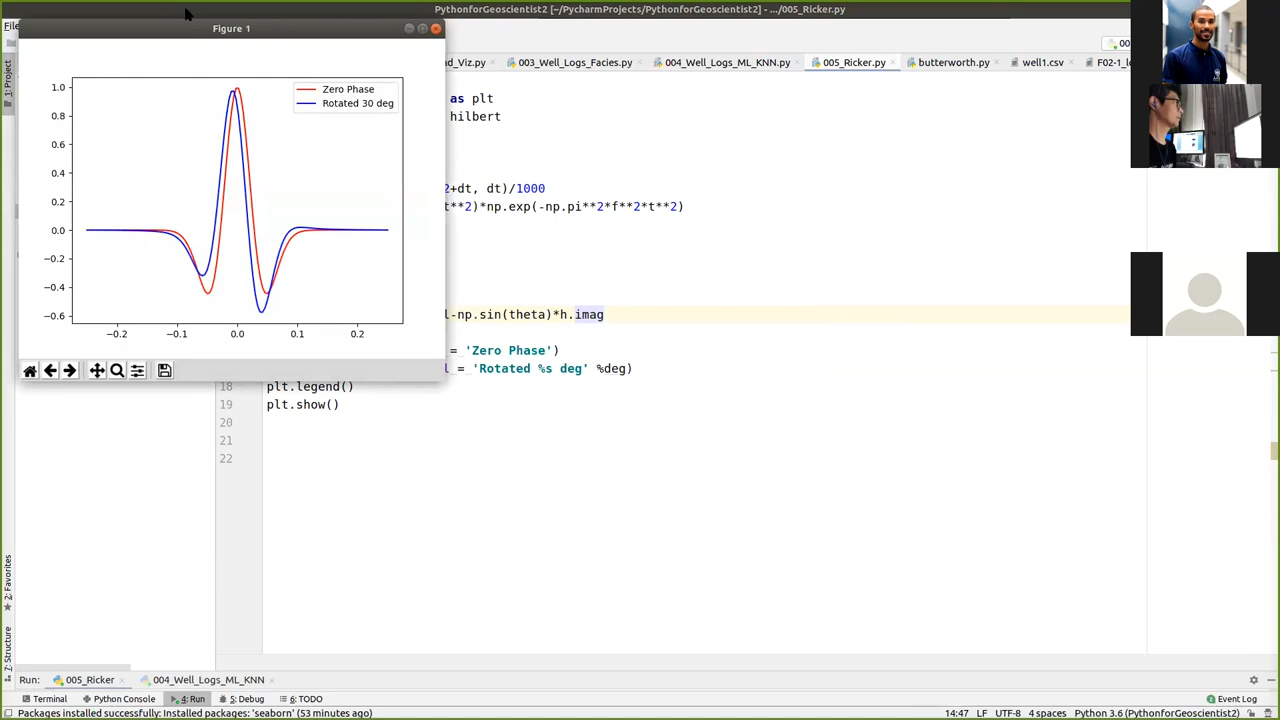 PythonforGeoscientist2 [~/PycharmProjects/PythonforGeoscientist2] - .../005_Ricker.py
File
Figure 1
003_Well_Logs_Facies.py
004_Well_Logs_ML_KNN.py
005_Ricker.py
butterworth.py
well1.csv
1: Project
as plt
hilbert
+dt, dt)/1000
t**2)*np.exp(-np.pi**2*f**2*t**2)
-np.sin(theta)*h.imag
= 'Zero Phase')
= 'Rotated %s deg' %deg)
18 plt.legend()
19 plt.show()
20
21
22
Zero Phase
Rotated 30 deg
1.0
0.8
0.6
0.4
0.2
0.0
−0.2
−0.4
−0.6
−0.2 −0.1 0.0 0.1 0.2
2: Favorites
7: Structure
Run: 005_Ricker 004_Well_Logs_ML_KNN
Terminal Python Console 4: Run 5: Debug 6: TODO Event Log
Packages installed successfully: Installed packages: 'seaborn' (53 minutes ago) 14:47 LF UTF-8 4 spaces Python 3.6 (PythonforGeoscientist2)